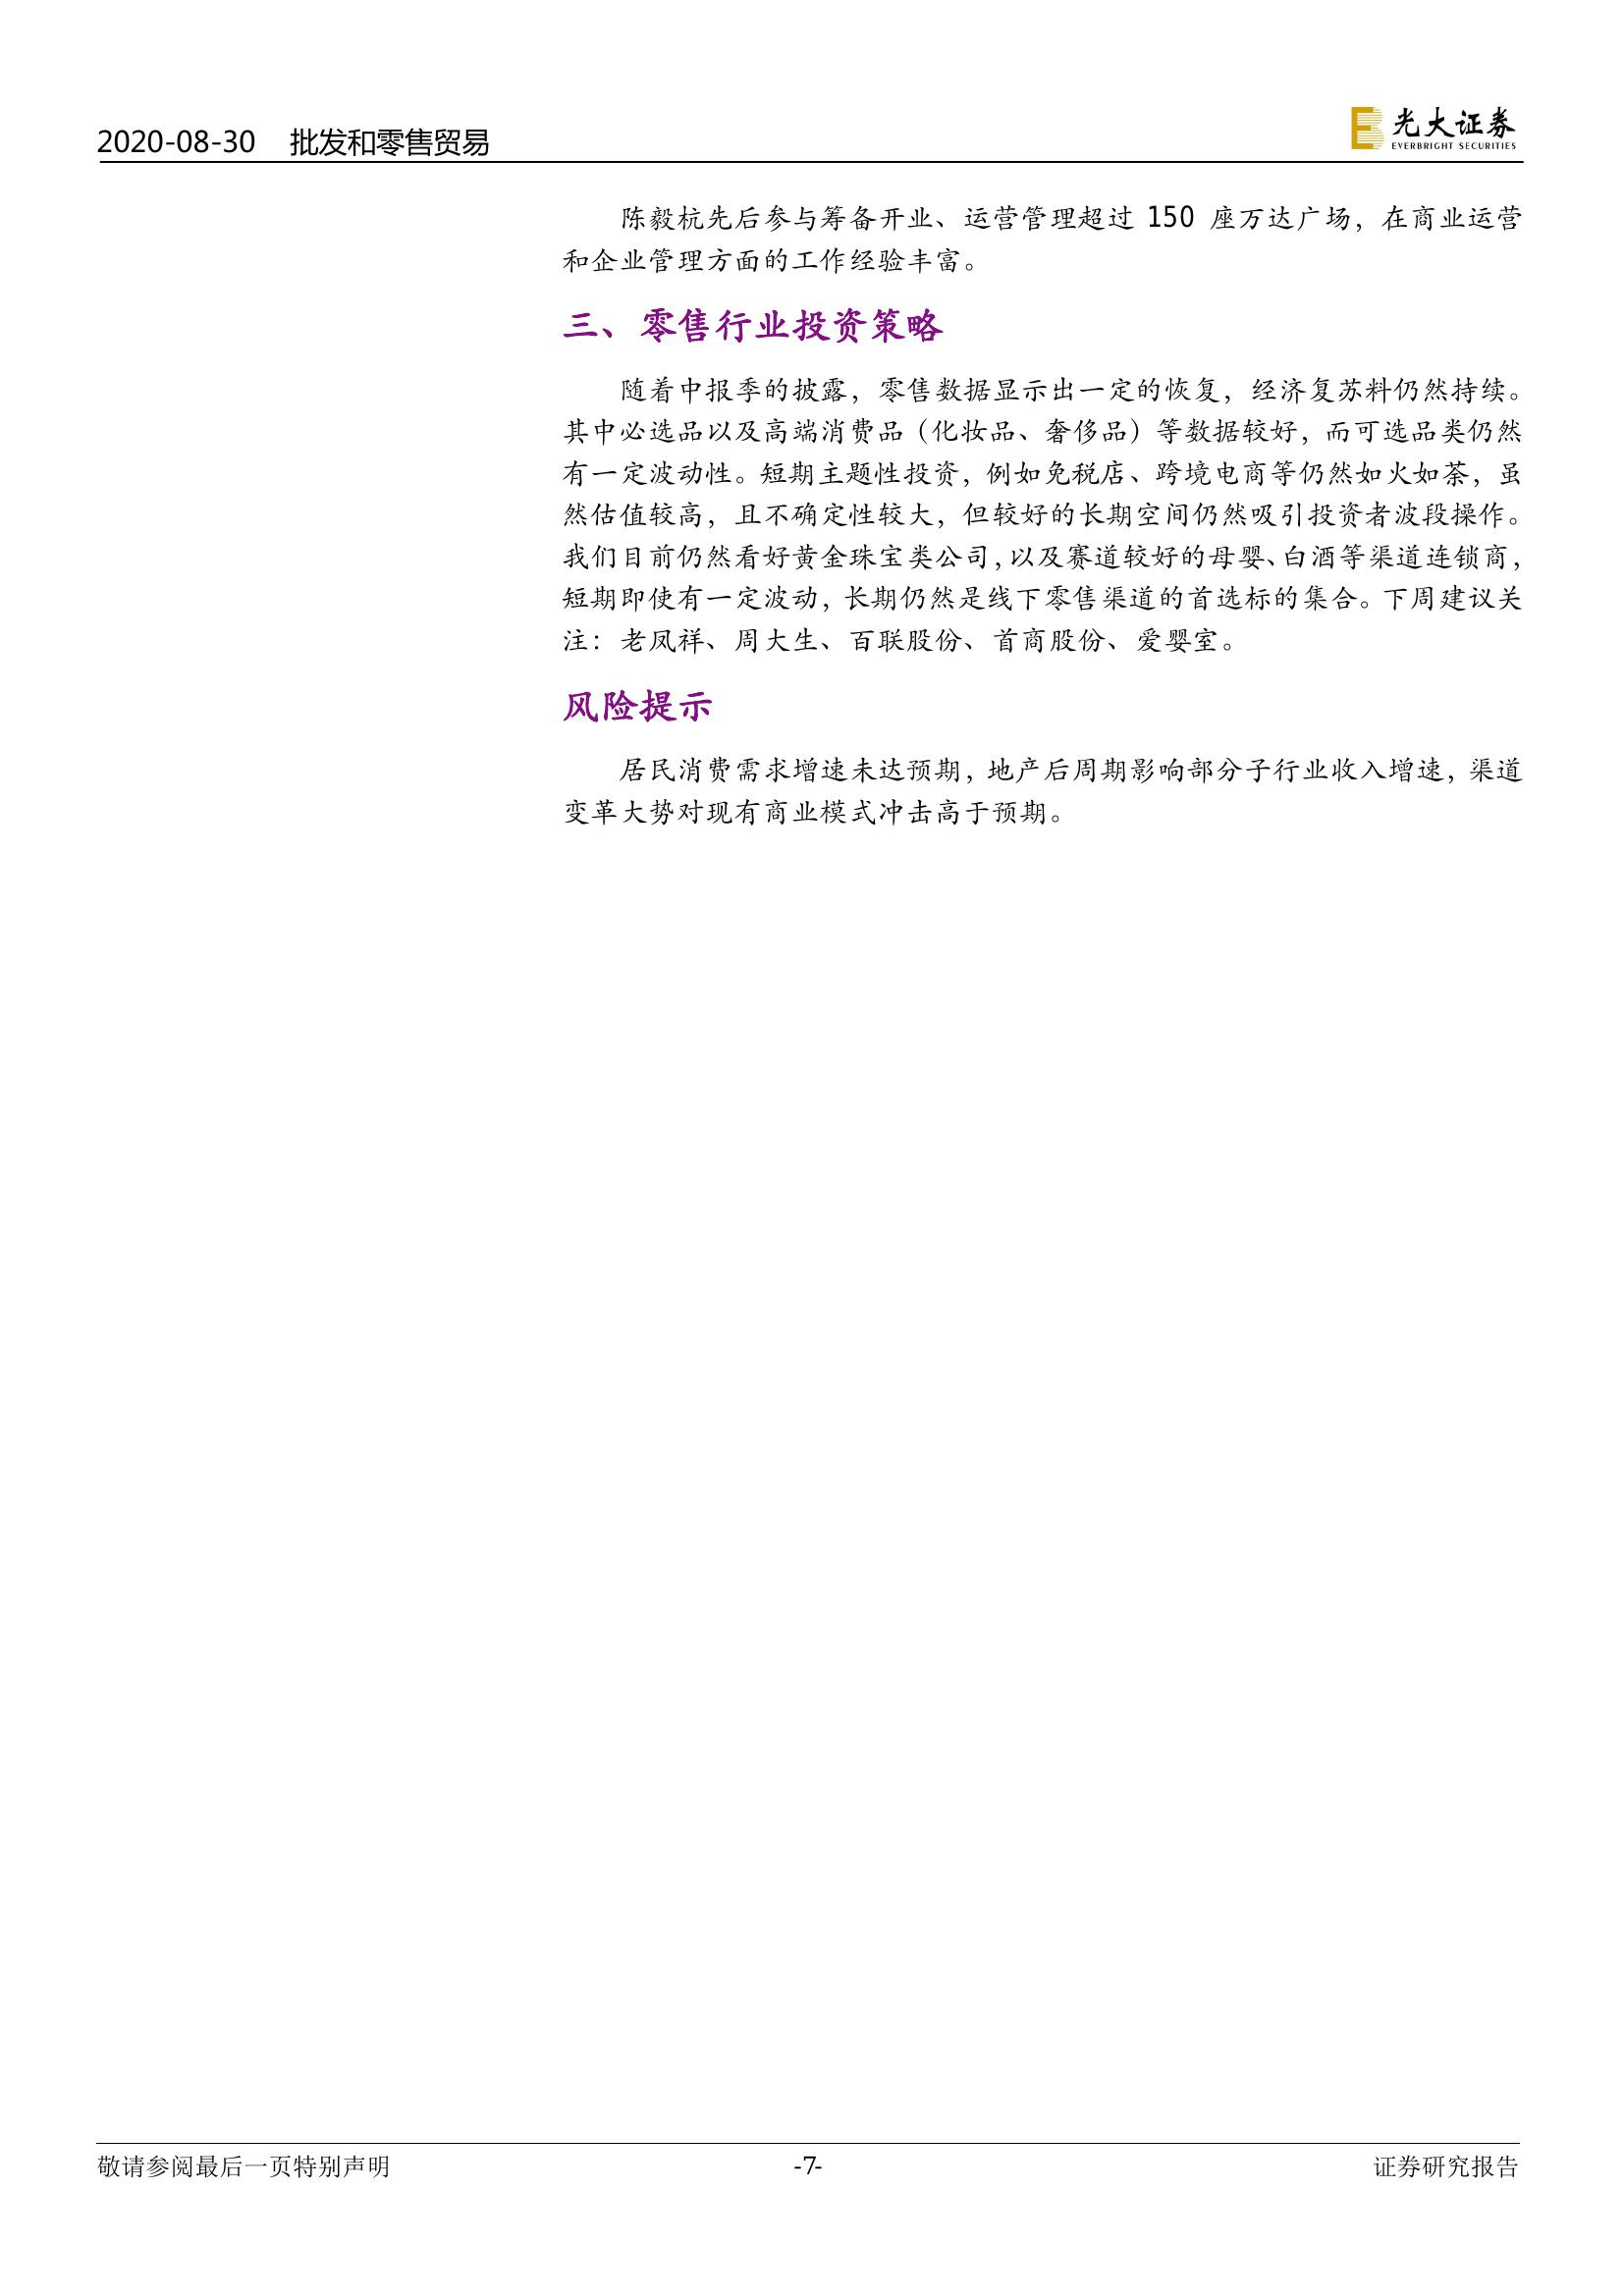 2020-08-30 批发和零售贸易
光大证券
EVERBRIGHT SECURITIES
陈毅杭先后参与筹备开业、运营管理超过 150 座万达广场，在商业运营
和企业管理方面的工作经验丰富。
三、零售行业投资策略
随着中报季的披露，零售数据显示出一定的恢复，经济复苏料仍然持续。
其中必选品以及高端消费品（化妆品、奢侈品）等数据较好，而可选品类仍然
有一定波动性。短期主题性投资，例如免税店、跨境电商等仍然如火如荼，虽
然估值较高，且不确定性较大，但较好的长期空间仍然吸引投资者波段操作。
我们目前仍然看好黄金珠宝类公司，以及赛道较好的母婴、白酒等渠道连锁商，
短期即使有一定波动，长期仍然是线下零售渠道的首选标的集合。下周建议关
注：老凤祥、周大生、百联股份、首商股份、爱婴室。
风险提示
居民消费需求增速未达预期，地产后周期影响部分子行业收入增速，渠道
变革大势对现有商业模式冲击高于预期。
敬请参阅最后一页特别声明
-7-
证券研究报告